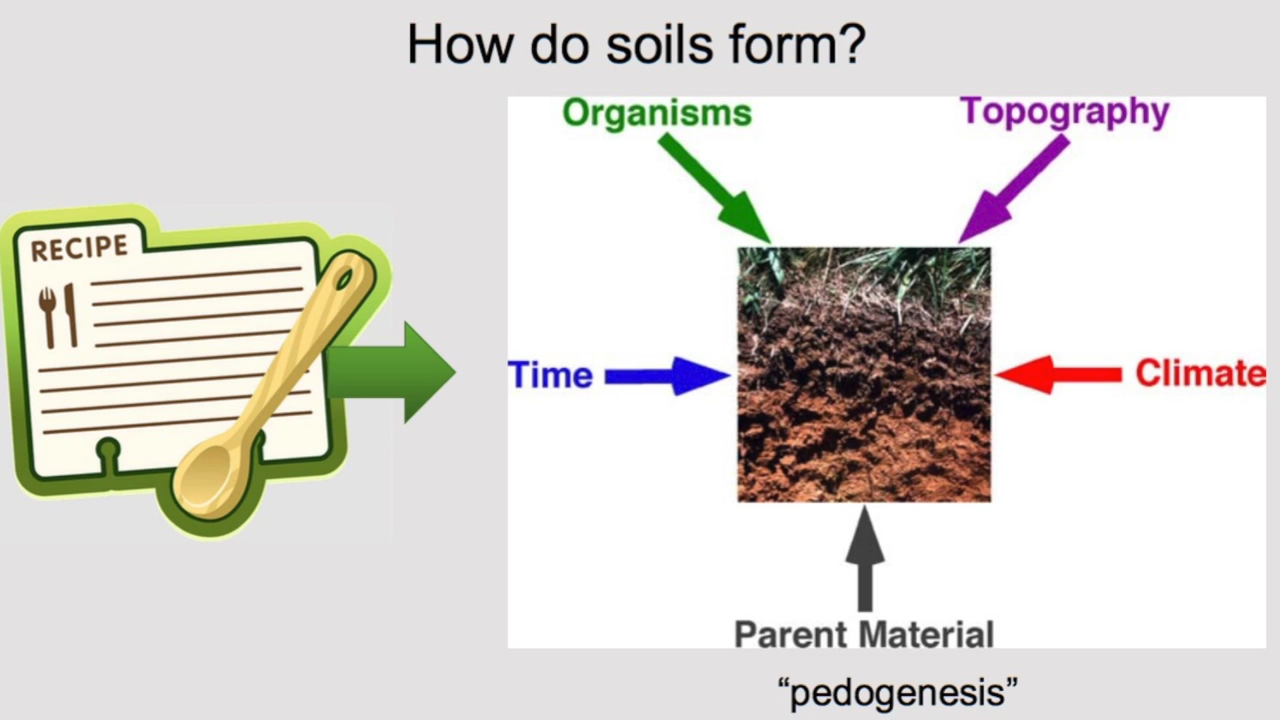 How do soils form?
Organisms
Topography
RECIPE
Time
Climate
Parent Material
“pedogenesis”